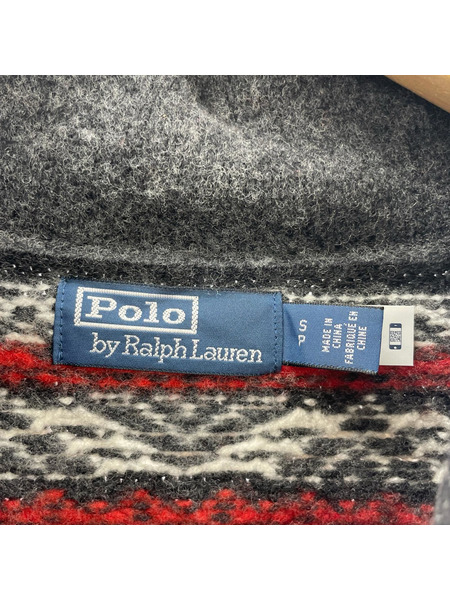 Polo
by Ralph Lauren
S
P
MADE IN
CHINA
FABRIQUÉ EN
CHINE